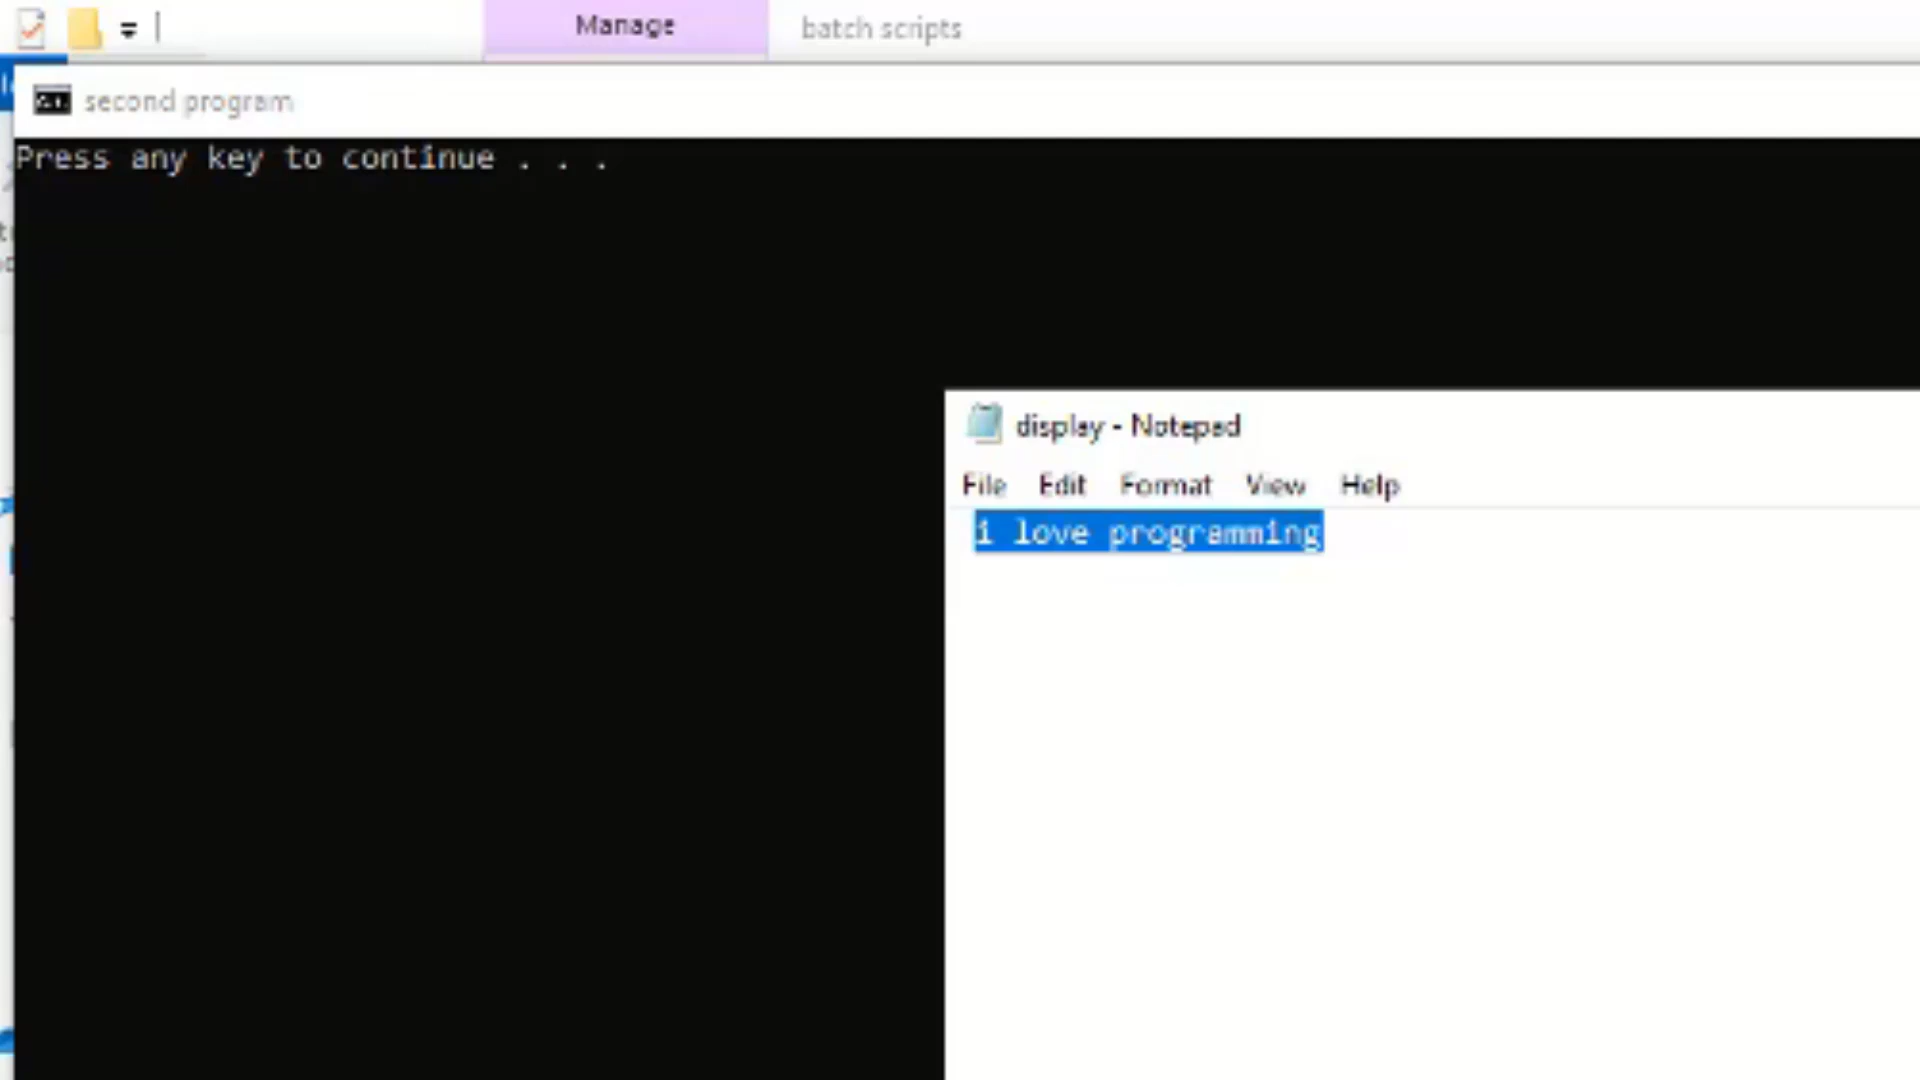 Manage
batch scripts
second program
Press any key to continue . . .
display - Notepad
File Edit Format View Help
i love programming